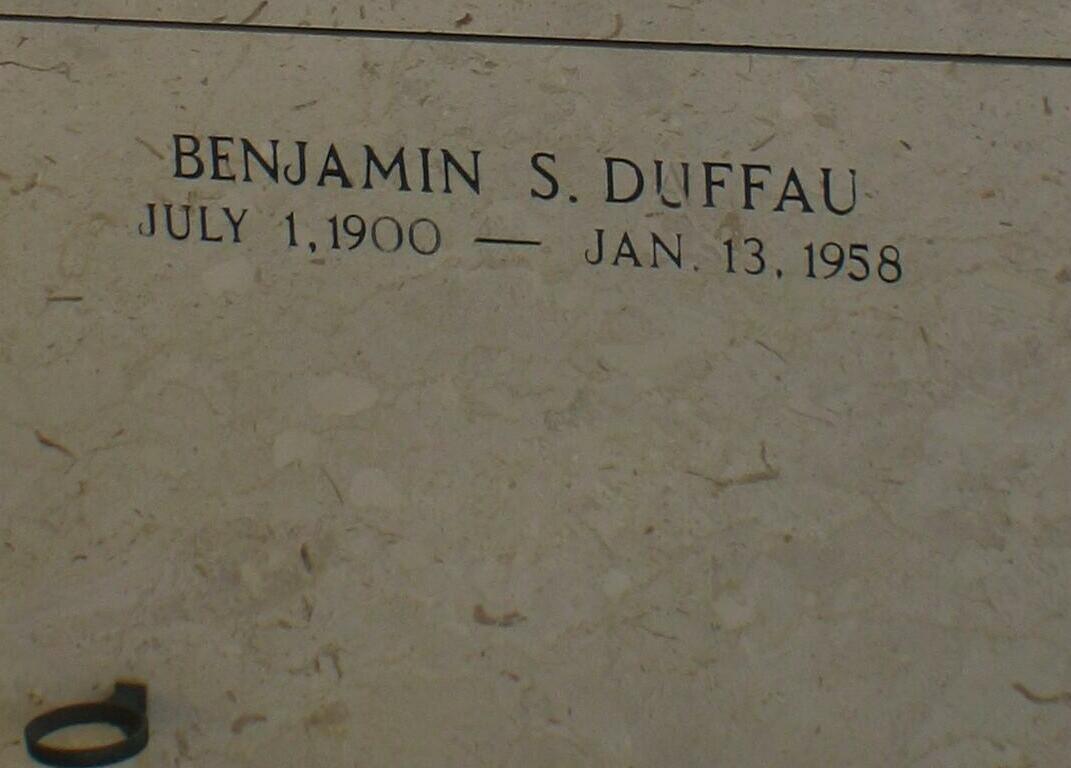 BENJAMIN S. DUFFAU
JULY 1, 1900 — JAN. 13, 1958